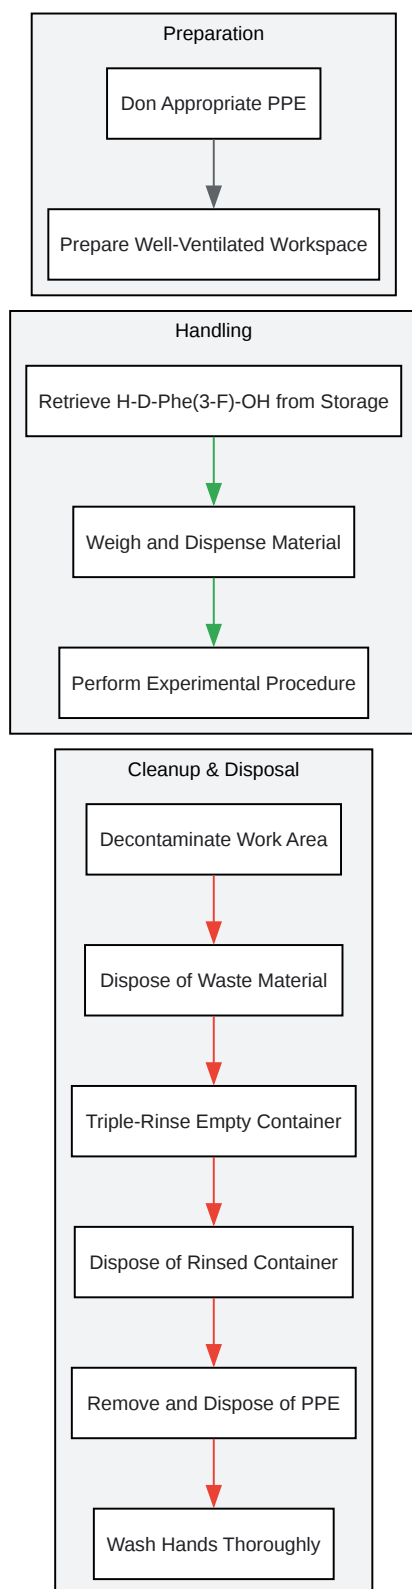 Preparation
Don Appropriate PPE
Prepare Well-Ventilated Workspace
Handling
Retrieve H-D-Phe(3-F)-OH from Storage
Weigh and Dispense Material
Perform Experimental Procedure
Cleanup & Disposal
Decontaminate Work Area
Dispose of Waste Material
Triple-Rinse Empty Container
Dispose of Rinsed Container
Remove and Dispose of PPE
Wash Hands Thoroughly